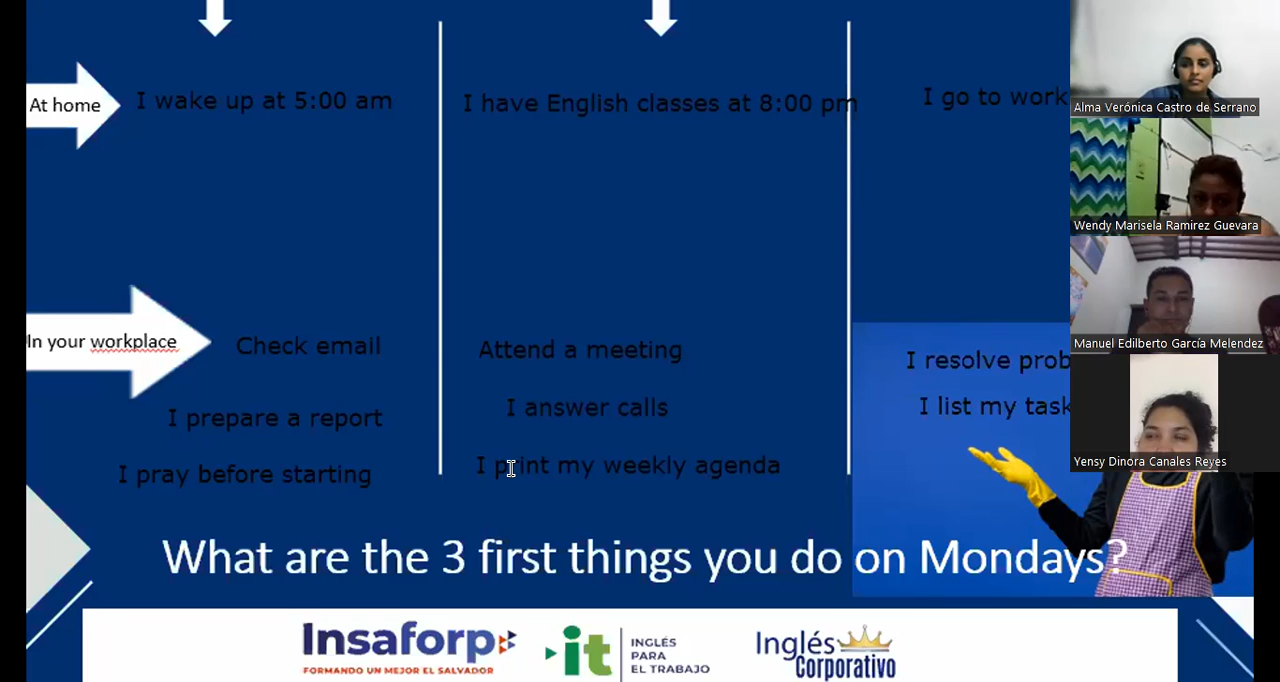 At home
I wake up at 5:00 am
I have English classes at 8:00 pm
I go to work
Alma Verónica Castro de Serrano
Wendy Marisela Ramirez Guevara
In your workplace
Check email
Attend a meeting
I resolve prob
Manuel Edilberto García Melendez
I prepare a report
I answer calls
I list my task
I pray before starting
I print my weekly agenda
Yensy Dinora Canales Reyes
What are the 3 first things you do on Mondays?
Insaforp
FORMANDO UN MEJOR EL SALVADOR
it
INGLÉS
PARA
EL TRABAJO
Inglés
Corporativo